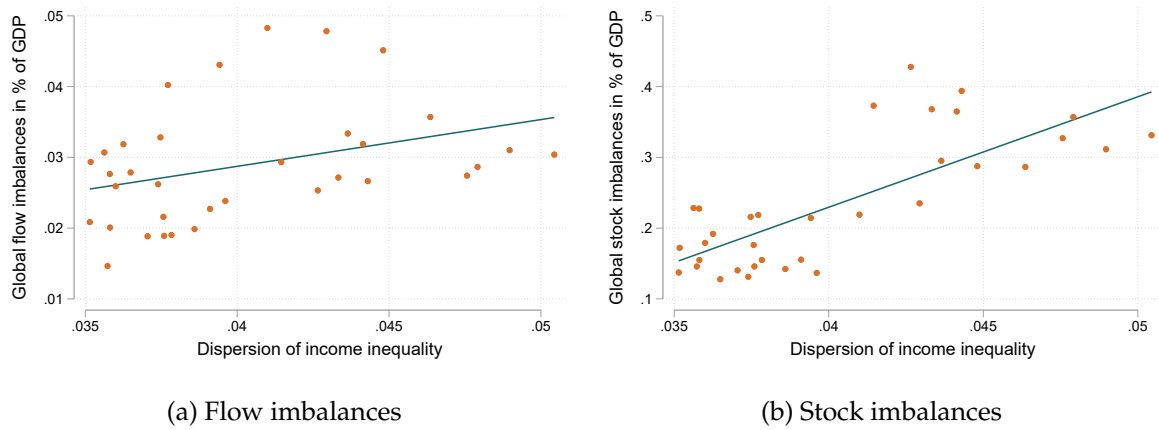 Global flow imbalances in % of GDP
.05
.04
.03
.02
.01
.035 .04 .045 .05
Dispersion of income inequality
(a) Flow imbalances
Global stock imbalances in % of GDP
.5
.4
.3
.2
.1
.035 .04 .045 .05
Dispersion of income inequality
(b) Stock imbalances